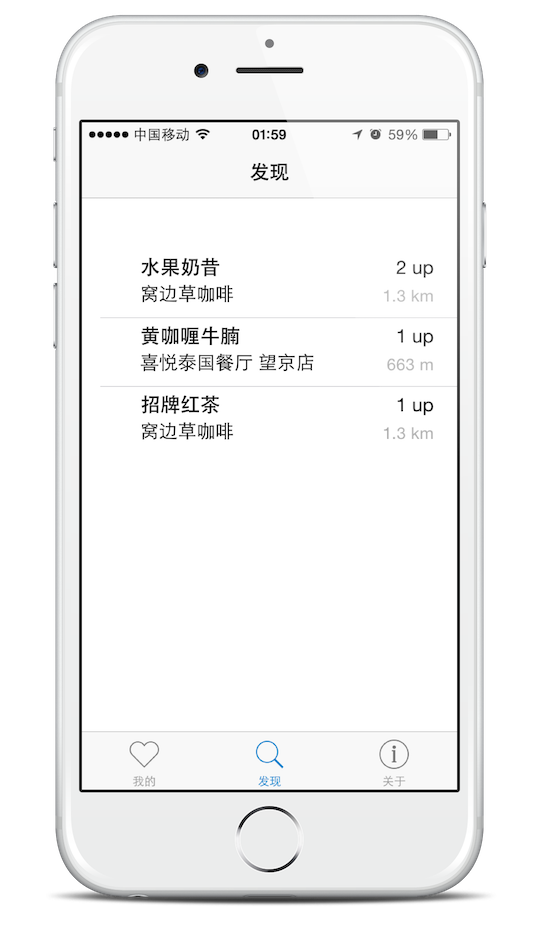 中国移动 01:59 59%
发现
水果奶昔 2 up
窝边草咖啡 1.3 km
黄咖喱牛腩 1 up
喜悦泰国餐厅 望京店 663 m
招牌红茶 1 up
窝边草咖啡 1.3 km
我的 发现 关于